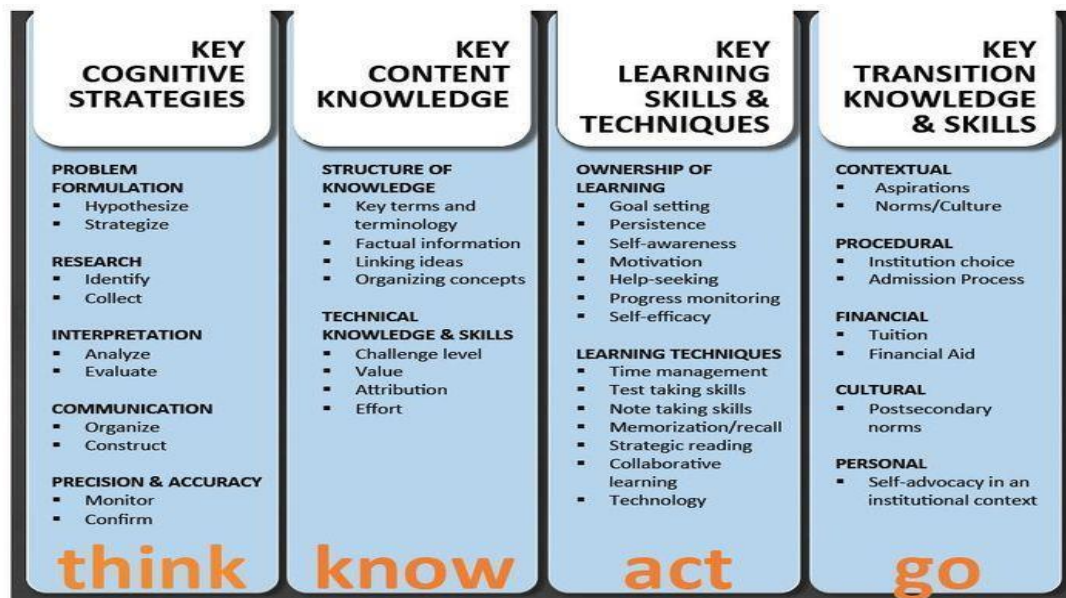 KEY
COGNITIVE
STRATEGIES
PROBLEM
FORMULATION
▪ Hypothesize
▪ Strategize
RESEARCH
▪ Identify
▪ Collect
INTERPRETATION
▪ Analyze
▪ Evaluate
COMMUNICATION
▪ Organize
▪ Construct
PRECISION & ACCURACY
▪ Monitor
▪ Confirm
think
KEY
CONTENT
KNOWLEDGE
STRUCTURE OF
KNOWLEDGE
▪ Key terms and
terminology
▪ Factual information
▪ Linking ideas
▪ Organizing concepts
TECHNICAL
KNOWLEDGE & SKILLS
▪ Challenge level
▪ Value
▪ Attribution
▪ Effort
know
KEY
LEARNING
SKILLS &
TECHNIQUES
OWNERSHIP OF
LEARNING
▪ Goal setting
▪ Persistence
▪ Self-awareness
▪ Motivation
▪ Help-seeking
▪ Progress monitoring
▪ Self-efficacy
LEARNING TECHNIQUES
▪ Time management
▪ Test taking skills
▪ Note taking skills
▪ Memorization/recall
▪ Strategic reading
▪ Collaborative
learning
▪ Technology
act
KEY
TRANSITION
KNOWLEDGE
& SKILLS
CONTEXTUAL
▪ Aspirations
▪ Norms/Culture
PROCEDURAL
▪ Institution choice
▪ Admission Process
FINANCIAL
▪ Tuition
▪ Financial Aid
CULTURAL
▪ Postsecondary
norms
PERSONAL
▪ Self-advocacy in an
institutional context
go